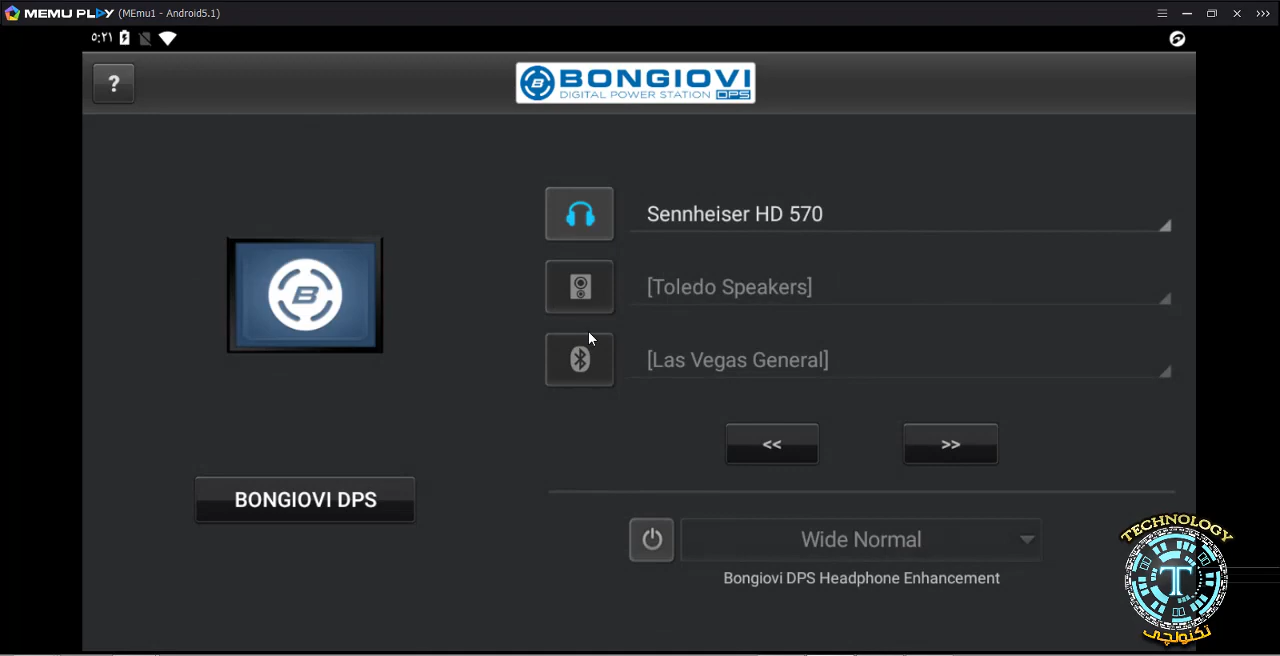 MEMU PLAY (MEmu1 - Android5.1)
٥:٢١
?
BONGIOVI
DIGITAL POWER STATION DPS
Sennheiser HD 570
[Toledo Speakers]
[Las Vegas General]
<< >>
BONGIOVI DPS
Wide Normal
Bongiovi DPS Headphone Enhancement
TECHNOLOGY
T
تكنولچى